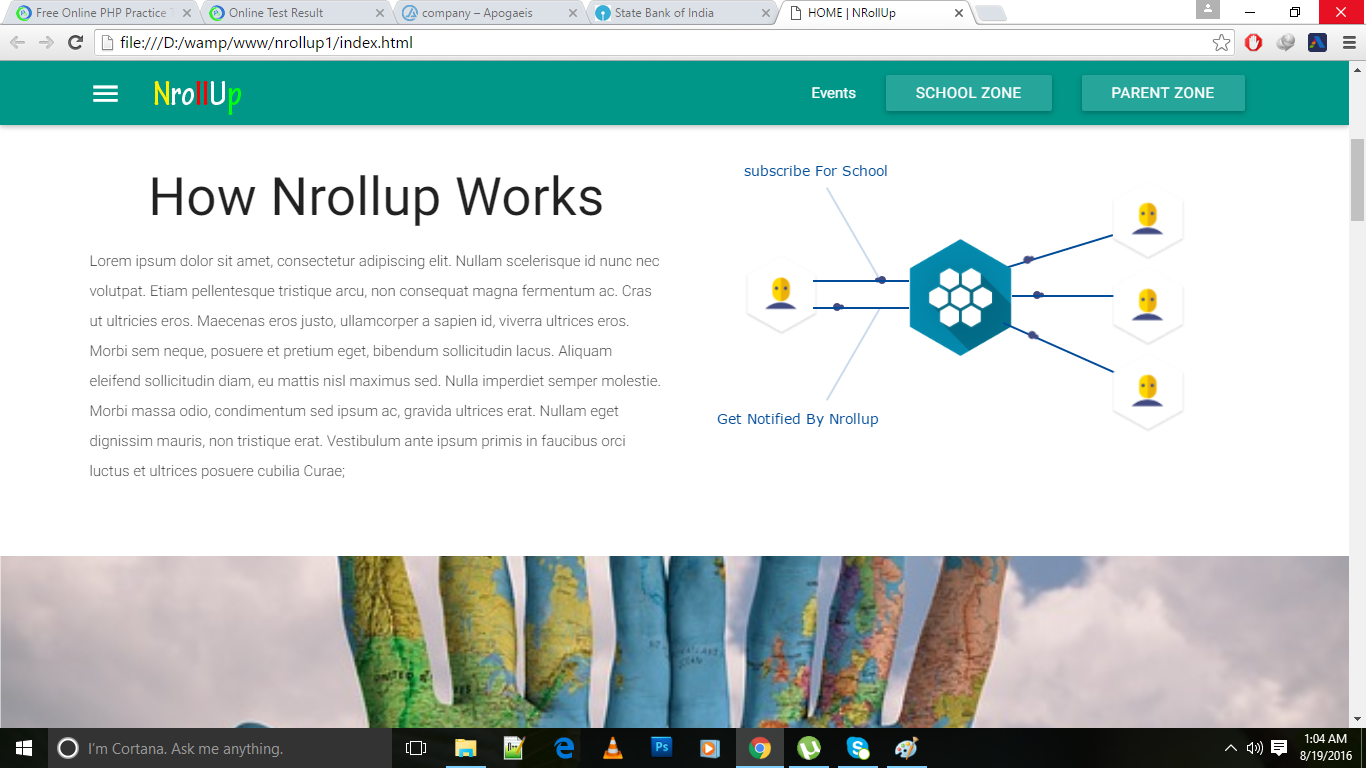 Free Online PHP Practice
Online Test Result
company – Apogaeis
State Bank of India
HOME | NRollUp
file:///D:/wamp/www/nrollup1/index.html
NrollUp
Events
SCHOOL ZONE
PARENT ZONE
How Nrollup Works
Lorem ipsum dolor sit amet, consectetur adipiscing elit. Nullam scelerisque id nunc nec
volutpat. Etiam pellentesque tristique arcu, non consequat magna fermentum ac. Cras
ut ultricies eros. Maecenas eros justo, ullamcorper a sapien id, viverra ultrices eros.
Morbi sem neque, posuere et pretium eget, bibendum sollicitudin lacus. Aliquam
eleifend sollicitudin diam, eu mattis nisl maximus sed. Nulla imperdiet semper molestie.
Morbi massa odio, condimentum sed ipsum ac, gravida ultrices erat. Nullam eget
dignissim mauris, non tristique erat. Vestibulum ante ipsum primis in faucibus orci
luctus et ultrices posuere cubilia Curae;
subscribe For School
Get Notified By Nrollup
I'm Cortana. Ask me anything.
Ps
1:04 AM
8/19/2016